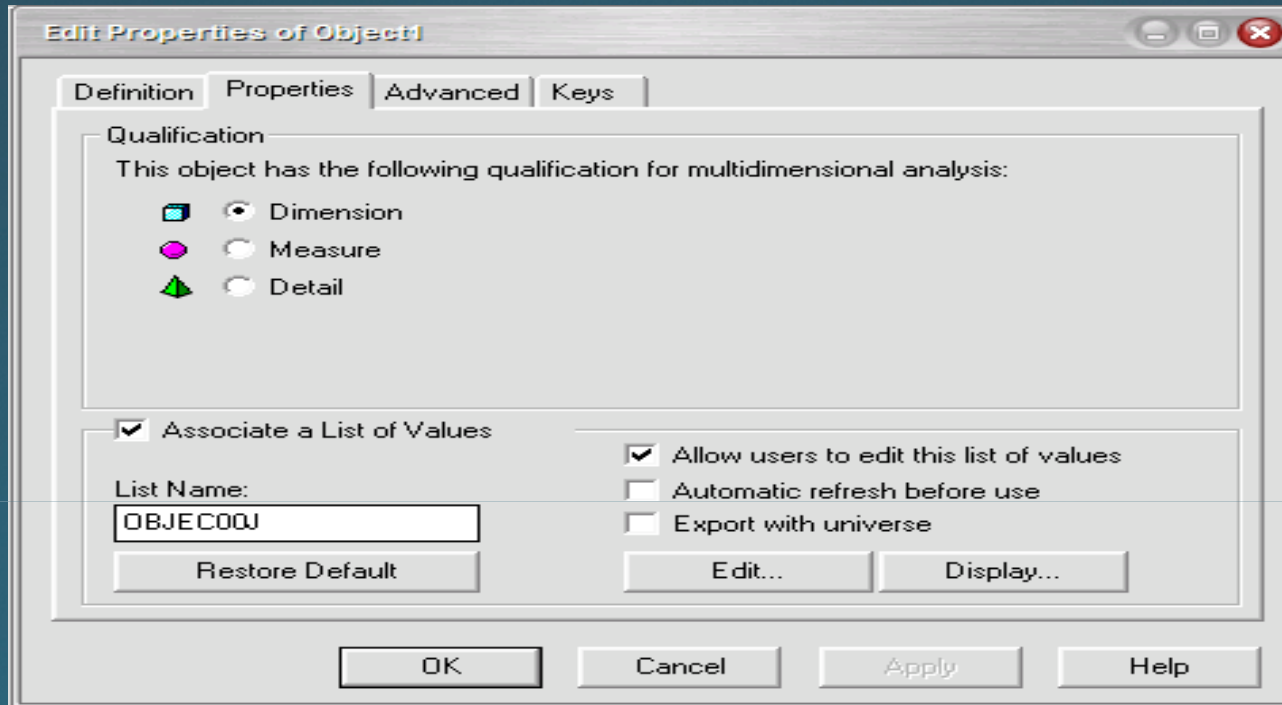 Edit Properties of Object1
Definition Properties Advanced Keys
Qualification
This object has the following qualification for multidimensional analysis:
Dimension
Measure
Detail
Associate a List of Values
Allow users to edit this list of values
List Name:
Automatic refresh before use
OBJEC00J
Export with universe
Restore Default
Edit... Display...
OK Cancel Apply Help